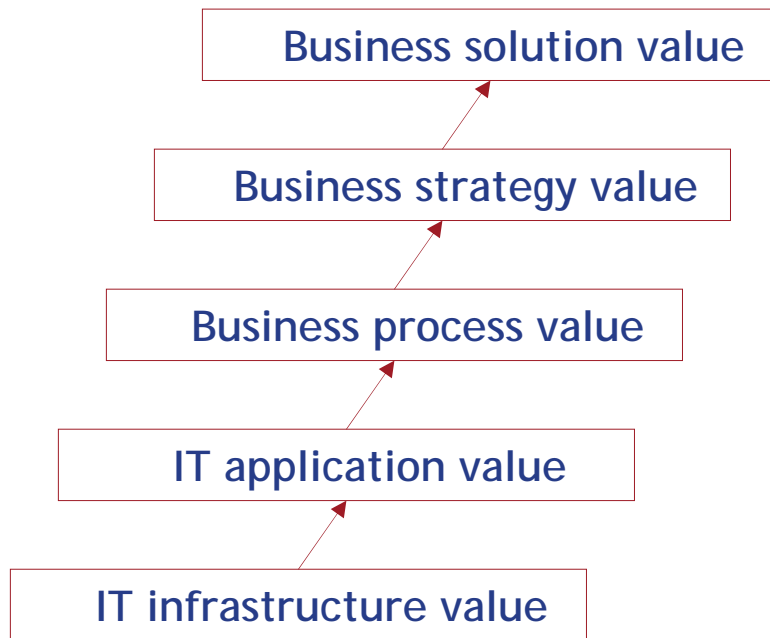 Business solution value
Business strategy value
Business process value
IT application value
IT infrastructure value